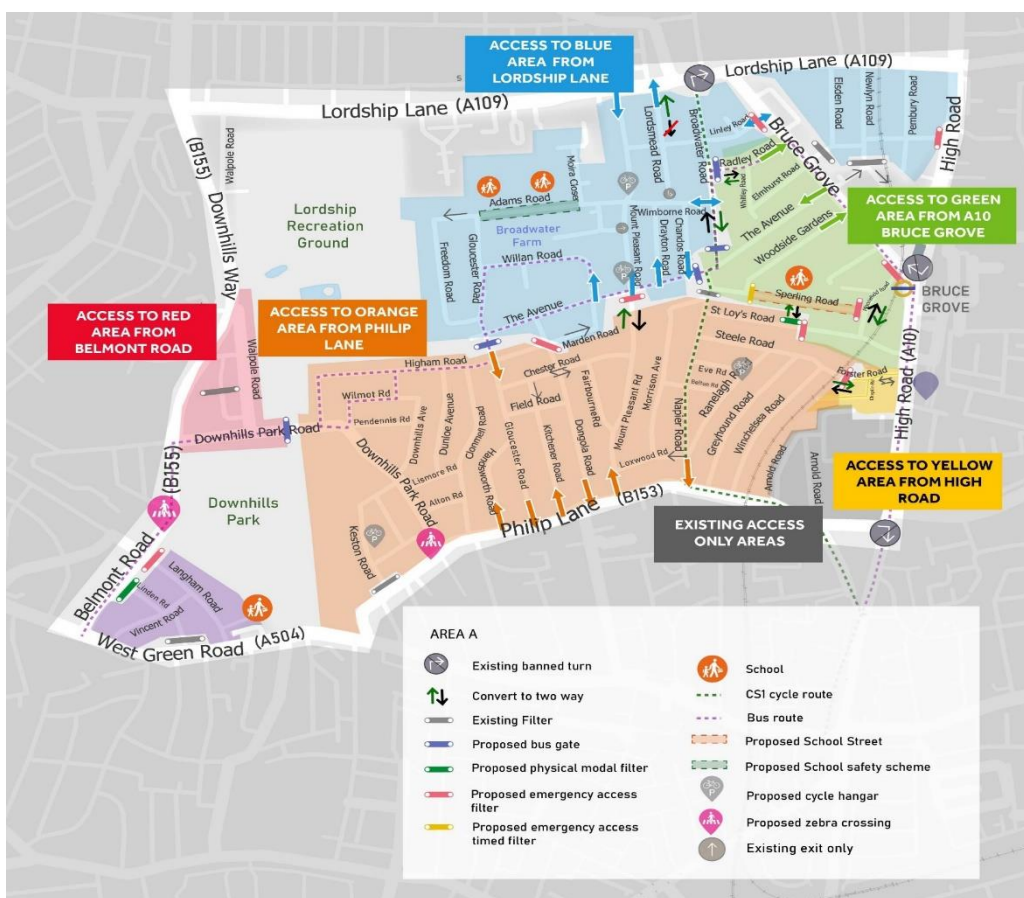 ACCESS TO BLUE
AREA FROM
LORDSHIP LANE
Lordship Lane (A109)
Lordship Lane (A109)
(B155)
Downhills Way
Walpole Road
Lordship
Recreation
Ground
Moira Close
Adams Road
Broadwater
Farm
Freedom Road
Gloucester Road
Willan Road
The Avenue
Lordsmead Road
Broadwater Road
Linley Road
Bruce Grove
Elsden Road
Newlyn Road
Pembury Road
High Road
Radley Road
Elmhurst Road
The Avenue
Woodside Gardens
Wimborne Road
Mount Pleasant Road
Drayton Road
Chandos Road
ACCESS TO GREEN
AREA FROM A10
BRUCE GROVE
BRUCE
GROVE
Sperling Road
St Loy's Road
Steele Road
Forster Road
High Road (A10)
ACCESS TO RED
AREA FROM
BELMONT ROAD
ACCESS TO ORANGE
AREA FROM PHILIP
LANE
Walpole Road
Downhills Park Road
Higham Road
Marden Road
Chester Road
Wilmot Rd
Pendennis Rd
Downhills Ave
Dunloe Avenue
Clonmell Road
Handsworth Road
Field Road
Gloucester Road
Kitchener Road
Fairbourne Rd
Dongola Road
Mount Pleasant Rd
Morrison Ave
Napier Road
Eve Rd
Ranelagh Rd
Greyhound Road
Winchelsea Road
Arnold Road
Arnold Road
Loxwood Rd
Lismore Rd
Alton Rd
Downhills Park Road
Keston Road
Philip Lane (B153)
ACCESS TO YELLOW
AREA FROM HIGH
ROAD
EXISTING ACCESS
ONLY AREAS
Downhills
Park
(B155)
Belmont Road
Langham Road
Linden Rd
Vincent Road
West Green Road (A504)
AREA A
Existing banned turn
Convert to two way
Existing Filter
Proposed bus gate
Proposed physical modal filter
Proposed emergency access
filter
Proposed emergency access
timed filter
School
CS1 cycle route
Bus route
Proposed School Street
Proposed School safety scheme
Proposed cycle hangar
Proposed zebra crossing
Existing exit only